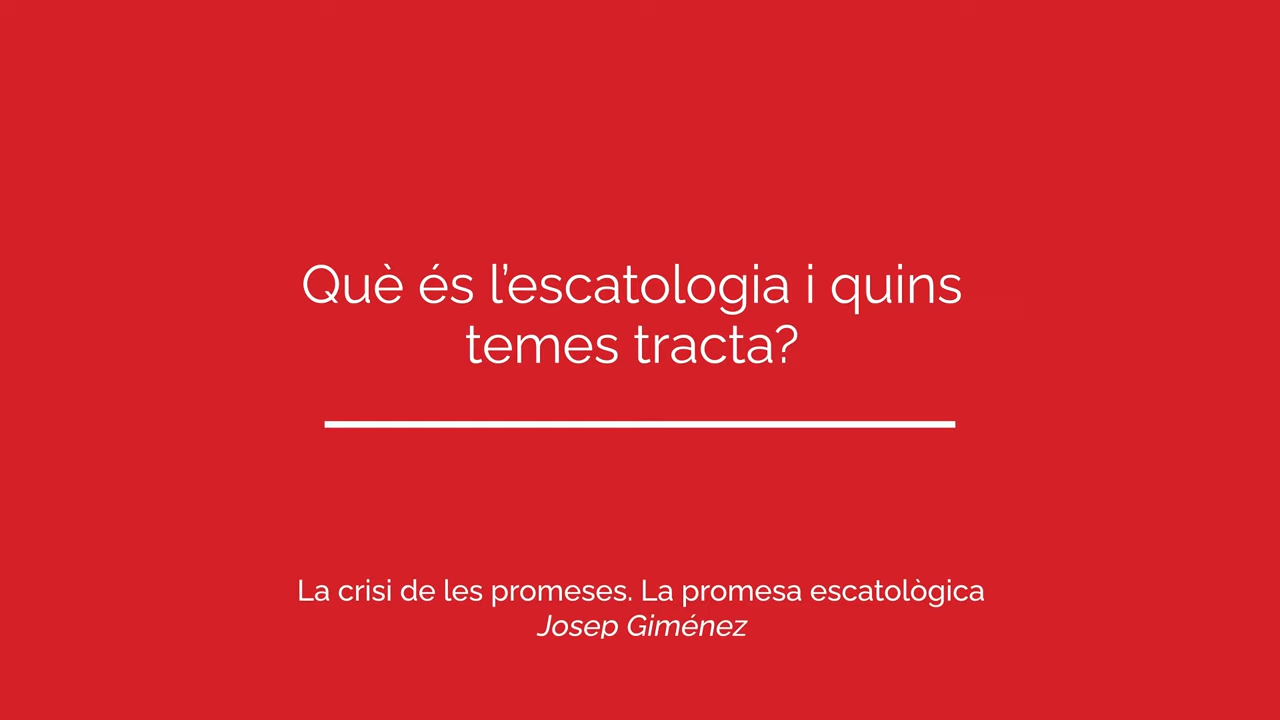 Què és l’escatologia i quins
temes tracta?
La crisi de les promeses. La promesa escatològica
Josep Giménez